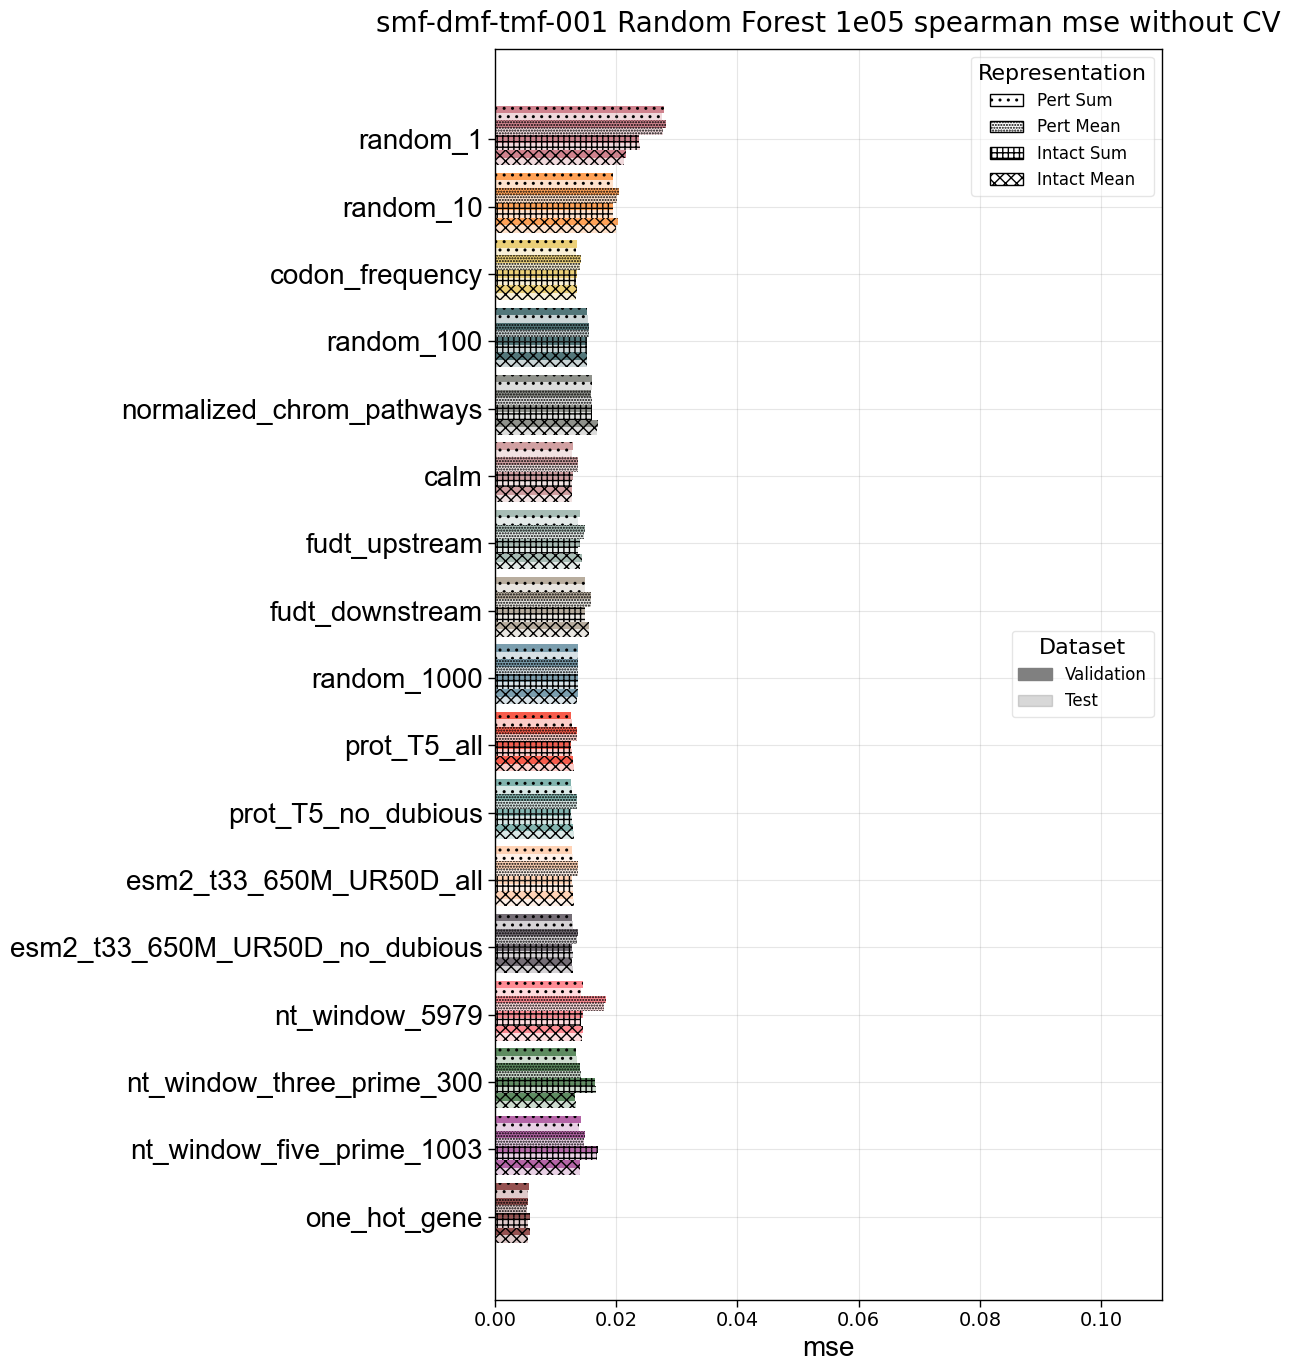 smf-dmf-tmf-001 Random Forest 1e05 spearman mse without CV
Representation
Pert Sum
Pert Mean
Intact Sum
Intact Mean
random_1
random_10
codon_frequency
random_100
normalized_chrom_pathways
calm
fudt_upstream
fudt_downstream
Dataset
Validation
Test
random_1000
prot_T5_all
prot_T5_no_dubious
esm2_t33_650M_UR50D_all
esm2_t33_650M_UR50D_no_dubious
nt_window_5979
nt_window_three_prime_300
nt_window_five_prime_1003
one_hot_gene
0.00 0.02 0.04 0.06 0.08 0.10
mse